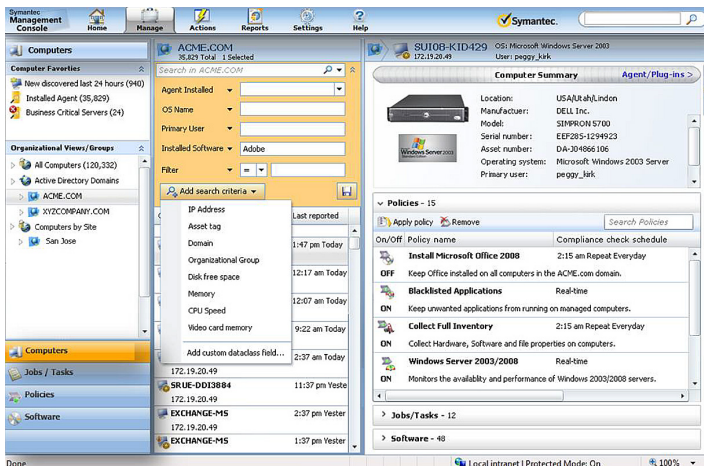 Symantec
Management
Console
Home
Manage
Actions
Reports
Settings
Help
Symantec.
Computers
Computer Favorties
New discovered last 24 hours (940)
Installed Agent (35,829)
Business Critical Servers (24)
Organizational Views/Groups
All Computers (120,332)
Active Directory Domains
ACME.COM
XYZCOMPANY.COM
Computers by Site
San Jose
Computers
Jobs / Tasks
Policies
Software
ACME.COM
35,829 Total 1 Selected
Search in ACME.COM
Agent Installed
OS Name
Primary User
Installed Software
Adobe
Filter
=
Add search criteria
IP Address
Asset tag
Domain
Organizational Group
Disk free space
Memory
CPU Speed
Video card memory
Add custom dataclass field...
Last reported
1:47 pm Today
12:17 am Today
12:07 am Today
9:22 am Today
2:37 am Today
172.19.20.49
SRUE-DDI3884 11:37 pm Yeste
172.19.20.49
EXCHANGE-MS 2:37 pm Yester
172.19.20.49
EXCHANGE-MS 1:37 pm Yester
SUI08-KID429
172.19.20.49
OS: Microsoft Windows Server 2003
User: peggy_kirk
Computer Summary
Agent/Plug-ins >
Windows Server 2003
Location: USA/Utah/Lindon
Manufactuer: DELL Inc.
Model: SIMPRON 5700
Serial number: EEF285-1294923
Asset number: DA-J04866106
Operating system: Microsoft Windows 2003 Server
Primary user: peggy_kirk
Policies - 15
Apply policy Remove
Search Policies
On/Off Policy name Compliance check schedule
Install Microsoft Office 2008 2:15 am Repeat Everyday
OFF Keep Office installed on all computers in the ACME.com domain.
Blacklisted Applications Real-time
ON Keep unwanted applications from running on managed computers.
Collect Full Inventory 2:15 am Repeat Everyday
ON Collect Hardware, Software and file properties on computers.
Windows Server 2003/2008 Real-time
ON Monitors the availablity and performance of Windows 2003/2008 servers.
Jobs/Tasks - 12
Software - 48
Done
Local intranet | Protected Mode: On
100%